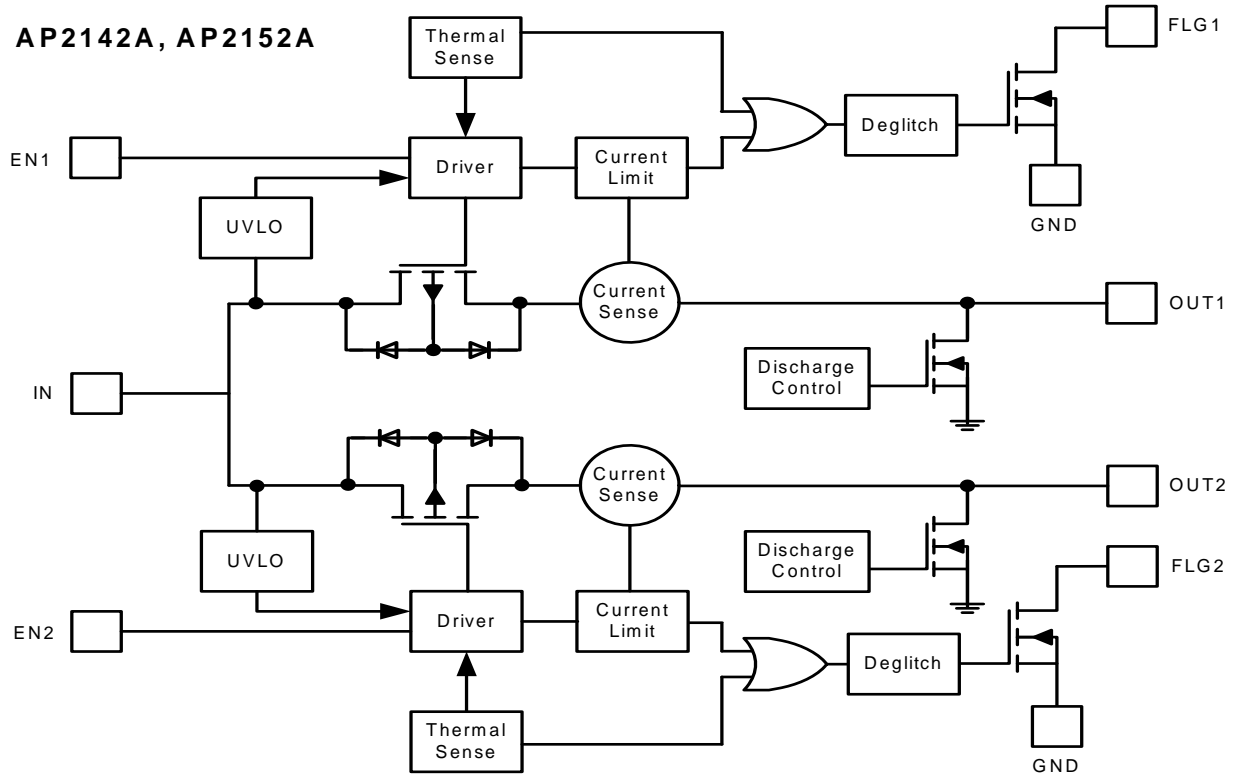 AP2142A, AP2152A
Thermal
Sense
FLG1
Deglitch
EN1
Driver
Current
Limit
UVLO
GND
Current
Sense
OUT1
Discharge
Control
IN
Current
Sense
OUT2
UVLO
Discharge
Control
FLG2
EN2
Driver
Current
Limit
Deglitch
Thermal
Sense
GND